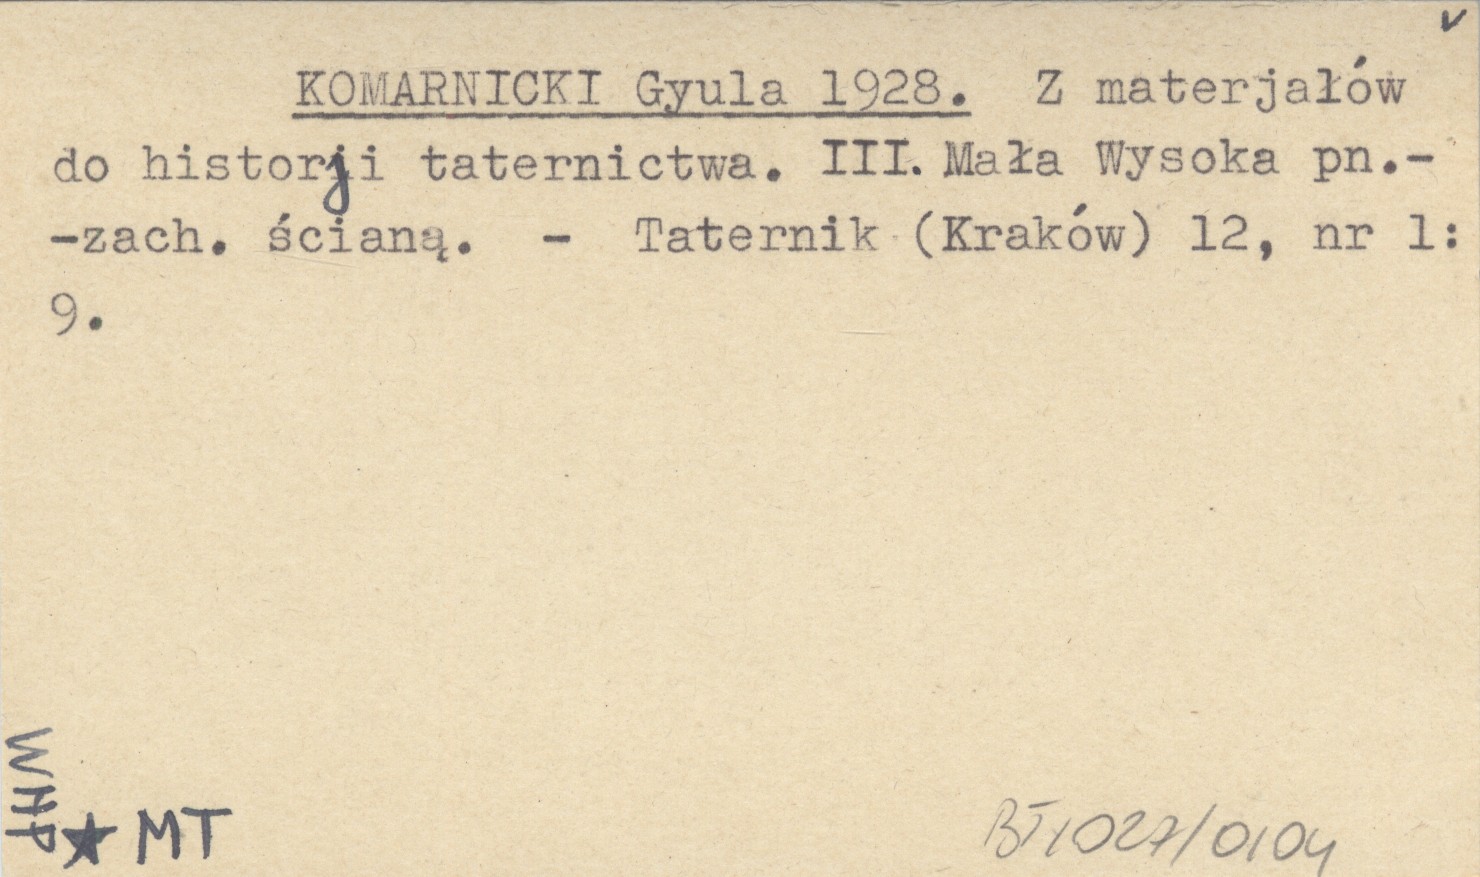 v
KOMARNICKI Gyula 1928. Z materjałów
do historji taternictwa. III. Mała Wysoka pn.-
-zach. ścianą. - Taternik (Kraków) 12, nr 1:
9.
WHP
★ MT
/0104